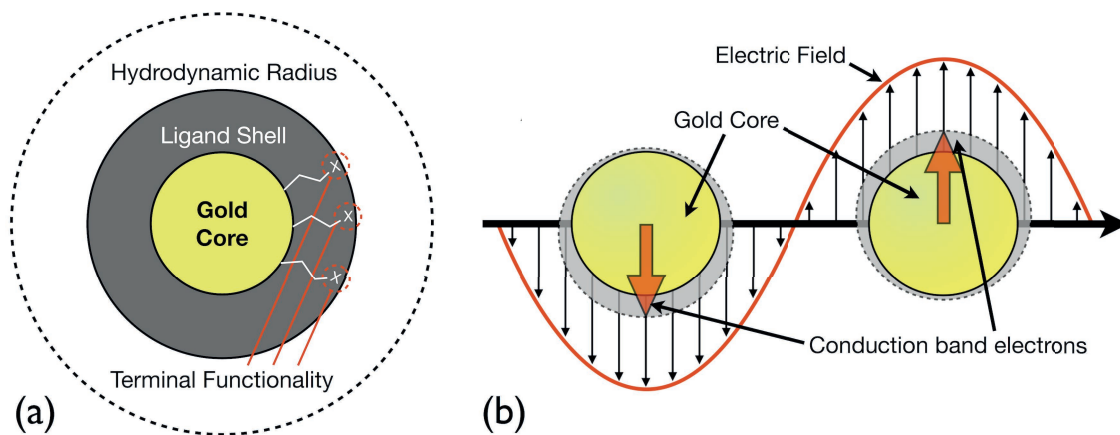 Hydrodynamic Radius
Ligand Shell
X
Gold
Core
X
X
Terminal Functionality
(a)
Electric Field
Gold Core
Conduction band electrons
(b)